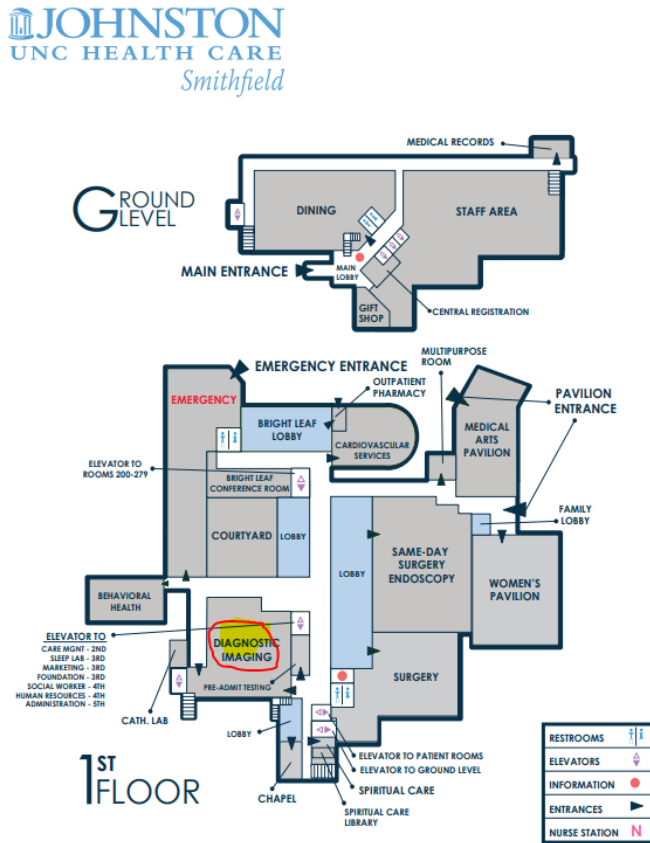 JOHNSTON
UNC HEALTH CARE
Smithfield
MEDICAL RECORDS
GROUND
LEVEL
DINING
STAFF AREA
MAIN ENTRANCE
MAIN
LOBBY
GIFT
SHOP
CENTRAL REGISTRATION
MULTIPURPOSE
ROOM
EMERGENCY ENTRANCE
OUTPATIENT
PHARMACY
PAVILION
ENTRANCE
EMERGENCY
BRIGHT LEAF
LOBBY
CARDIOVASCULAR
SERVICES
MEDICAL
ARTS
PAVILION
ELEVATOR TO
ROOMS 200-279
BRIGHT LEAF
CONFERENCE ROOM
FAMILY
LOBBY
COURTYARD
LOBBY
SAME-DAY
SURGERY
ENDOSCOPY
LOBBY
WOMEN'S
PAVILION
BEHAVIORAL
HEALTH
ELEVATOR TO
CARE MGNT - 2ND
SLEEP LAB - 3RD
MARKETING - 3RD
FOUNDATION - 3RD
SOCIAL WORKER - 4TH
HUMAN RESOURCES - 4TH
ADMINISTRATION - 5TH
DIAGNOSTIC
IMAGING
PRE-ADMIT TESTING
SURGERY
CATH. LAB
LOBBY
ELEVATOR TO PATIENT ROOMS
ELEVATOR TO GROUND LEVEL
SPIRITUAL CARE
CHAPEL
SPIRITUAL CARE
LIBRARY
1ST
FLOOR
RESTROOMS
ELEVATORS
INFORMATION
ENTRANCES
NURSE STATION N